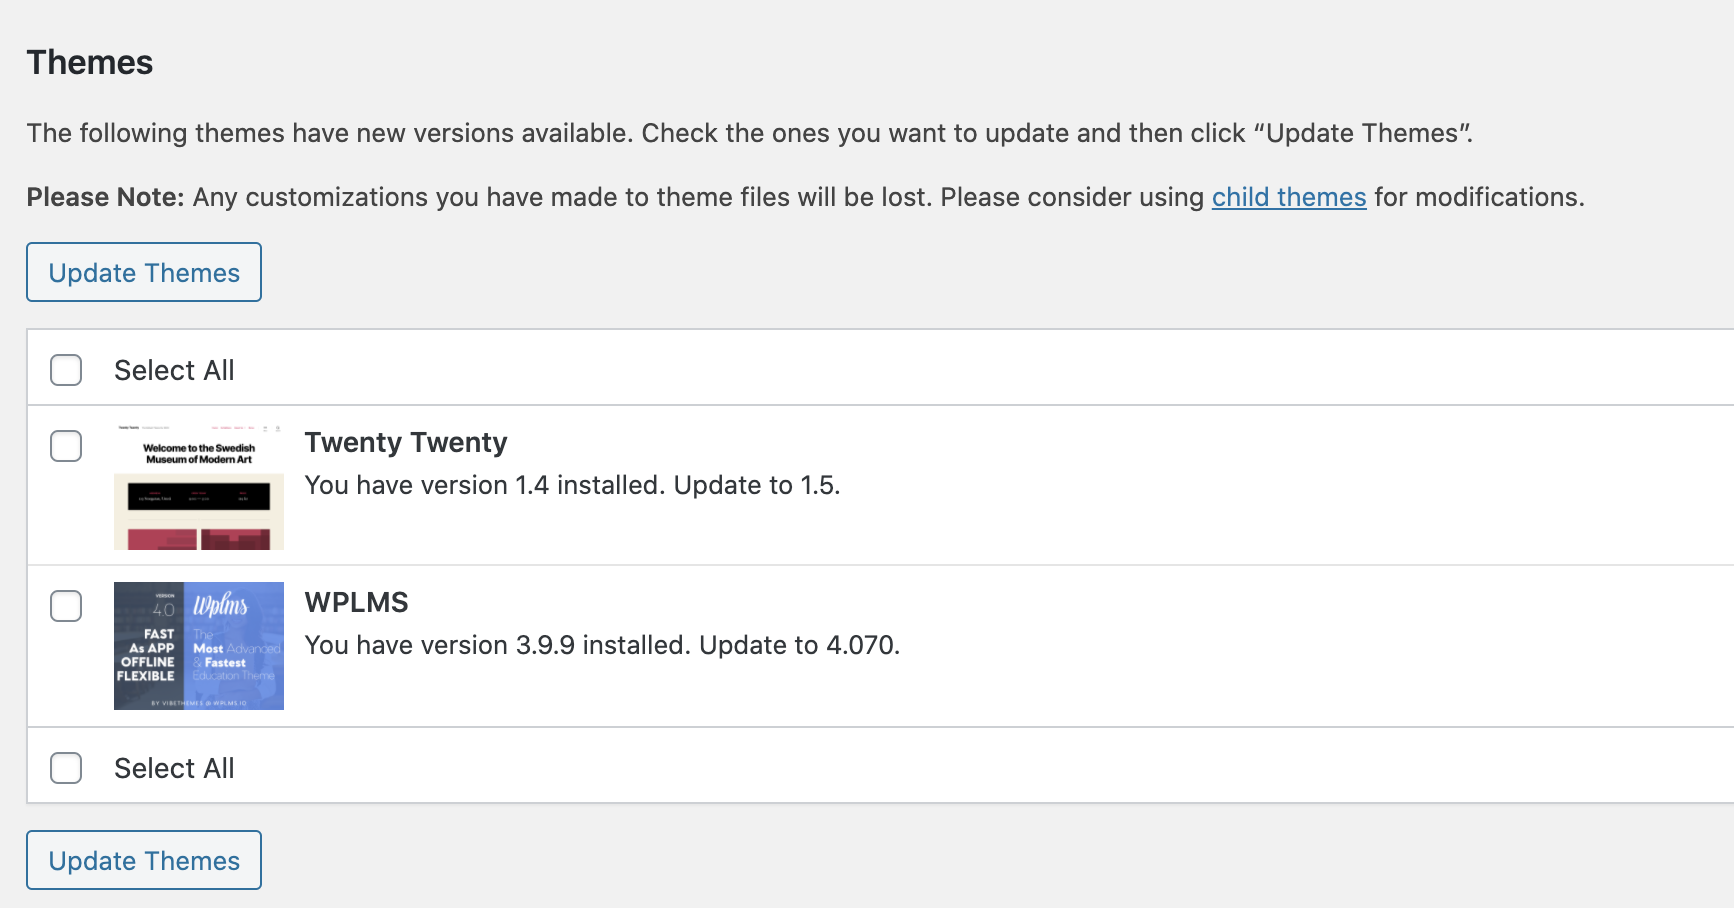 Themes
The following themes have new versions available. Check the ones you want to update and then click “Update Themes”.
Please Note: Any customizations you have made to theme files will be lost. Please consider using child themes for modifications.
Update Themes
Select All
Twenty Twenty
You have version 1.4 installed. Update to 1.5.
Welcome to the Swedish
Museum of Modern Art
WPLMS
You have version 3.9.9 installed. Update to 4.070.
VERSION
4.0
FAST
As APP
OFFLINE
FLEXIBLE
Wplms
The
Most Advanced
& Fastest
Education Theme
BY VIBETHEMES @ WPLMS.IO
Select All
Update Themes